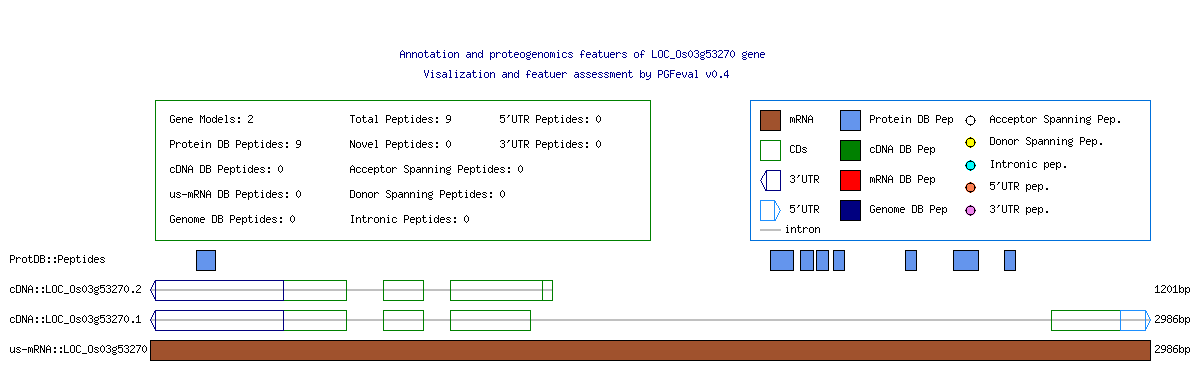 Annotation and proteogenomics featuers of LOC_Os03g53270 gene
Visalization and featuer assessment by PGFeval v0.4
Gene Models: 2 Total Peptides: 9 5'UTR Peptides: 0
Protein DB Peptides: 9 Novel Peptides: 0 3'UTR Peptides: 0
cDNA DB Peptides: 0 Acceptor Spanning Peptides: 0
us-mRNA DB Peptides: 0 Donor Spanning Peptides: 0
Genome DB Peptides: 0 Intronic Peptides: 0
mRNA Protein DB Pep Acceptor Spanning Pep.
CDs cDNA DB Pep Donor Spanning Pep.
3'UTR mRNA DB Pep Intronic pep.
5'UTR Genome DB Pep 5'UTR pep.
intron 3'UTR pep.
ProtDB::Peptides
cDNA::LOC_Os03g53270.2 1201bp
cDNA::LOC_Os03g53270.1 2986bp
us-mRNA::LOC_Os03g53270 2986bp